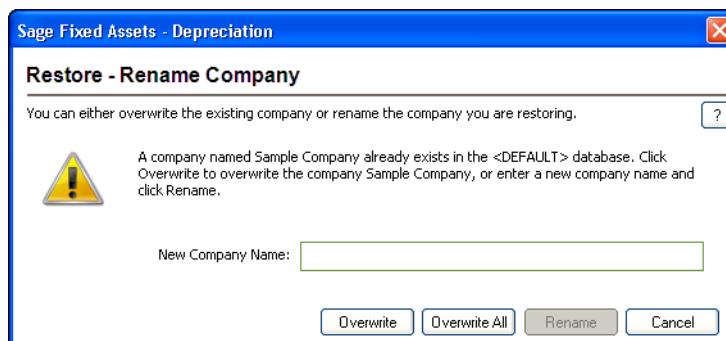 Sage Fixed Assets - Depreciation
Restore - Rename Company
You can either overwrite the existing company or rename the company you are restoring.
?
A company named Sample Company already exists in the <DEFAULT> database. Click
Overwrite to overwrite the company Sample Company, or enter a new company name and
click Rename.
New Company Name:
Overwrite Overwrite All Rename Cancel